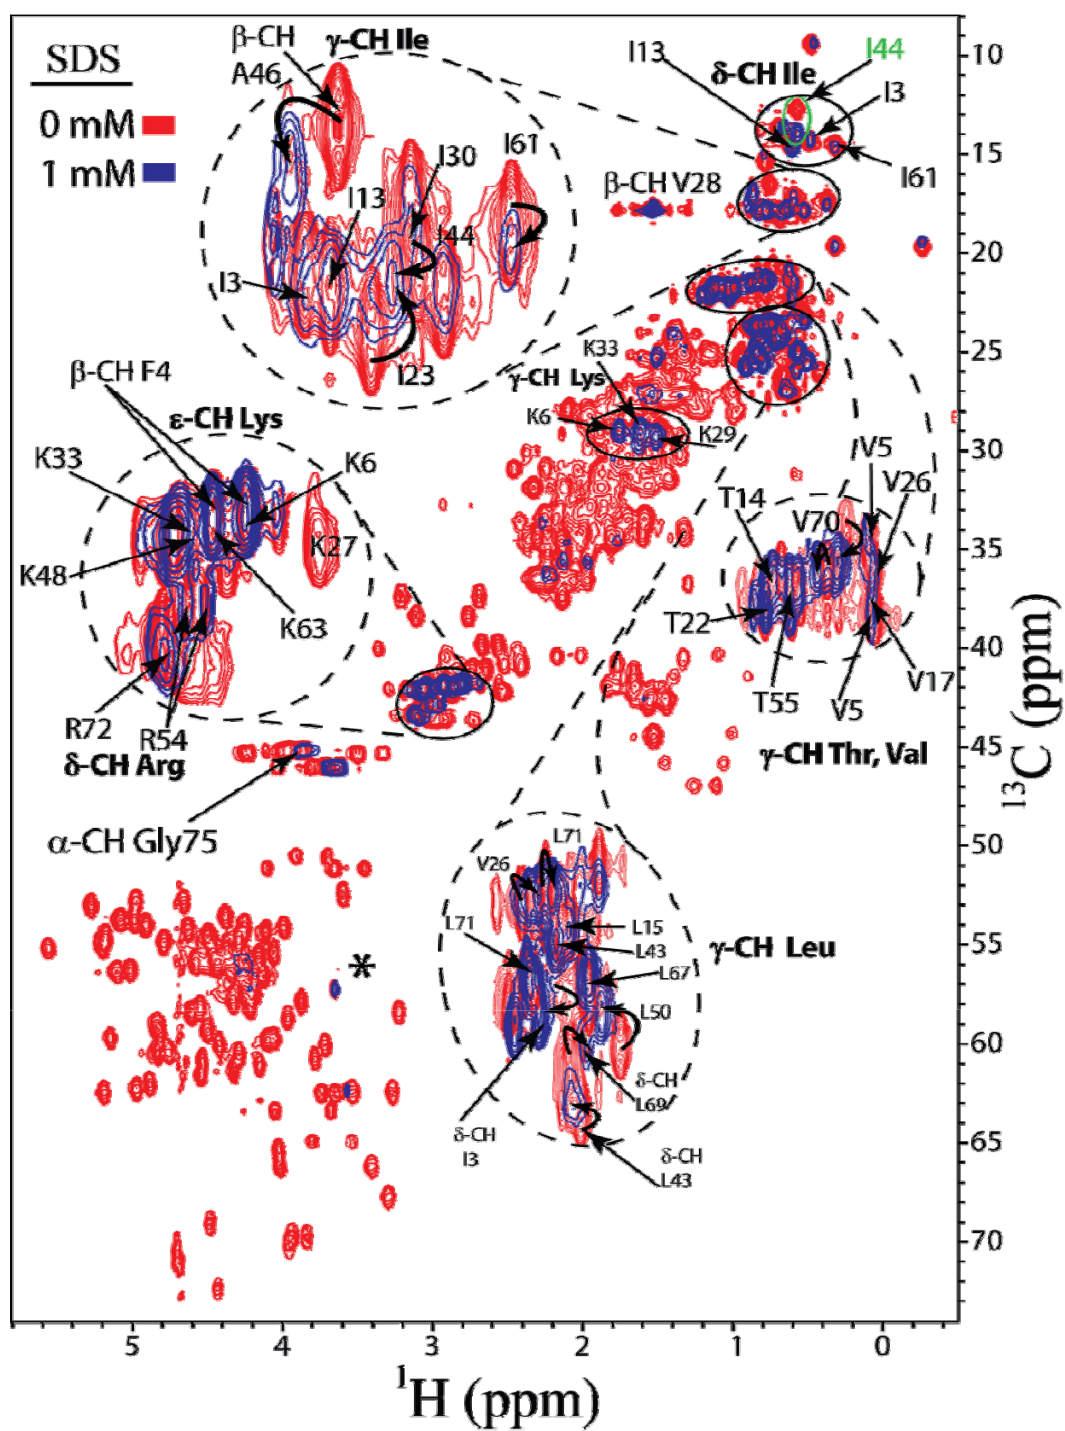 SDS
0 mM
1 mM
β-CH
A46
γ-CH Ile
I61
I30
I13
I44
I3
I23
I13
δ-CH Ile
I44
I3
I61
β-CH V28
10
15
20
25
30
35
40
45
50
55
60
65
70
13C (ppm)
β-CH F4
ε-CH Lys
K33
K6
K27
K48
K63
R72
R54
δ-CH Arg
α-CH Gly75
K33
γ-CH Lys
K6
K29
V5
T14
V26
V70
T22
T55
V5
V17
γ-CH Thr, Val
L71
V26
L71
L15
L43
γ-CH Leu
L67
L50
δ-CH
L69
δ-CH
I3
δ-CH
L43
*
5
4
3
2
1
0
1H (ppm)